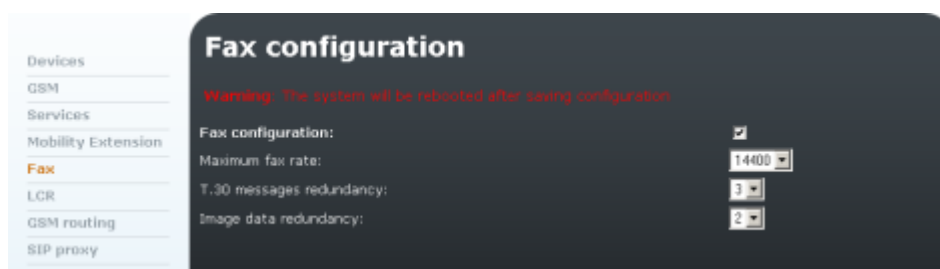 Fax configuration
Devices
GSM
Services
Mobility Extension
Fax
LCR
GSM routing
SIP proxy
Warning: The system will be rebooted after saving configuration
Fax configuration:
Maximum fax rate: 14400
T.30 messages redundancy: 3
Image data redundancy: 2